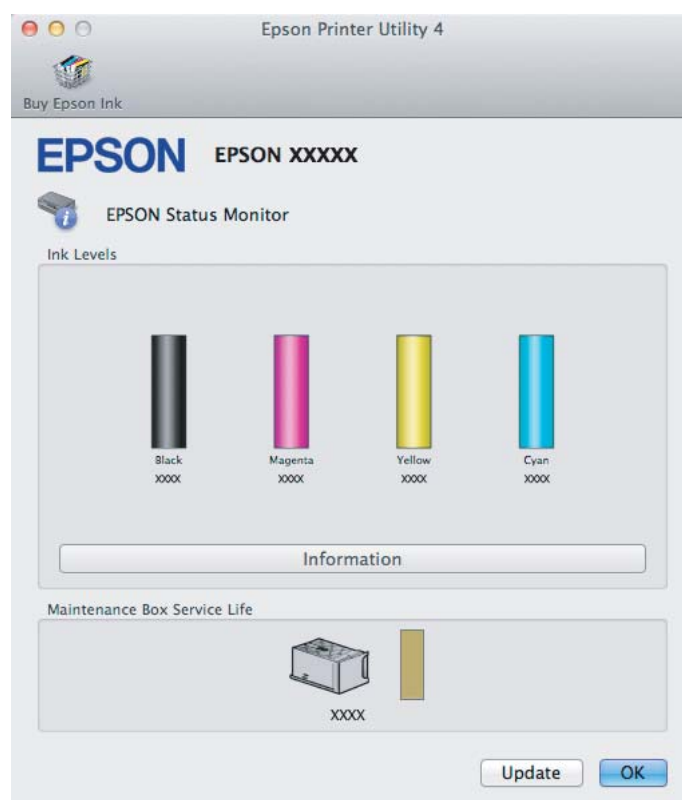 Epson Printer Utility 4
Buy Epson Ink
EPSON EPSON XXXXX
EPSON Status Monitor
Ink Levels
Black Magenta Yellow Cyan
XXXX XXXX XXXX XXXX
Information
Maintenance Box Service Life
XXXX
Update OK